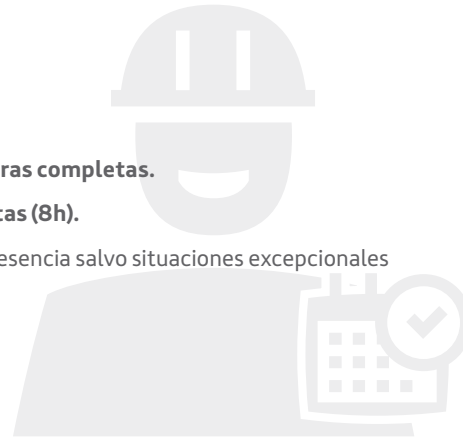 ras completas.
tas (8h).
esencia salvo situaciones excepcionales